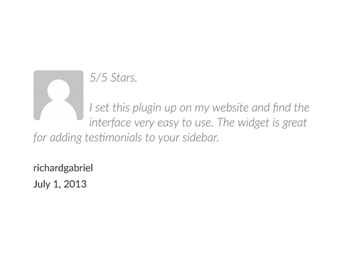 5/5 Stars.
I set this plugin up on my website and find the
interface very easy to use. The widget is great
for adding testimonials to your sidebar.
richardgabriel
July 1, 2013